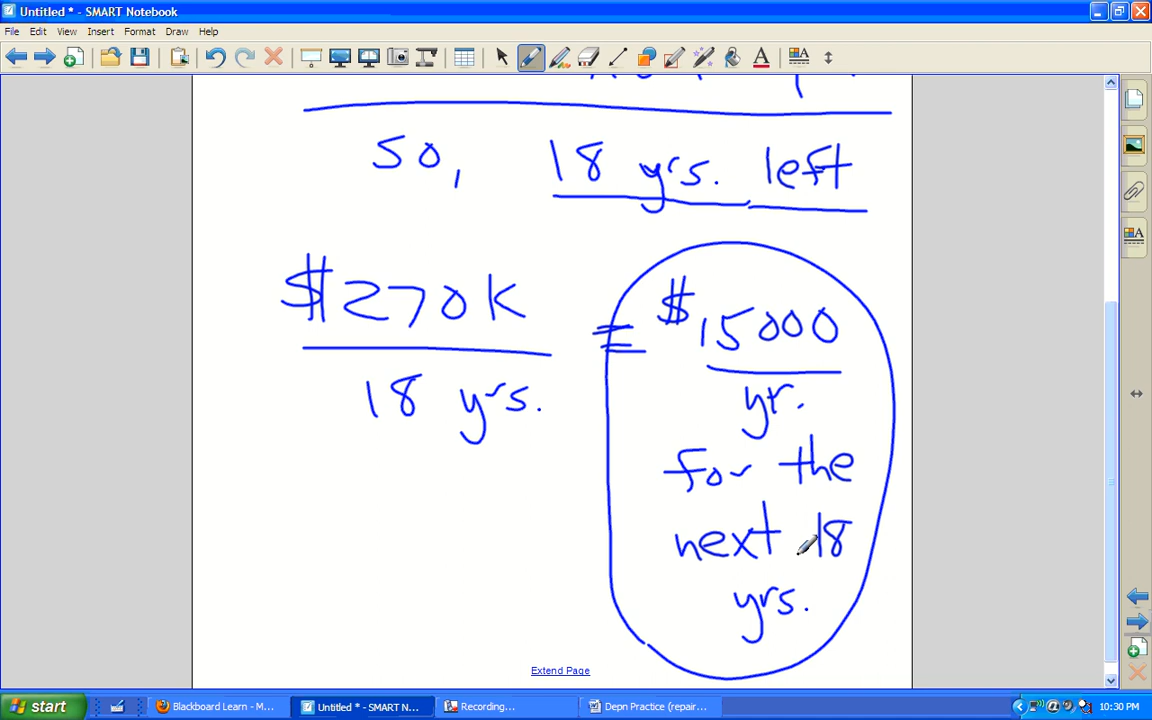 Untitled * - SMART Notebook
File Edit View Insert Format Draw Help
50, 18 yrs. left
$270K = $15000
18 yrs. yr.
for the
next 18
yrs.
Extend Page
start Blackboard Learn - M... Untitled * - SMART N... Recording... Depn Practice (repair... 10:30 PM